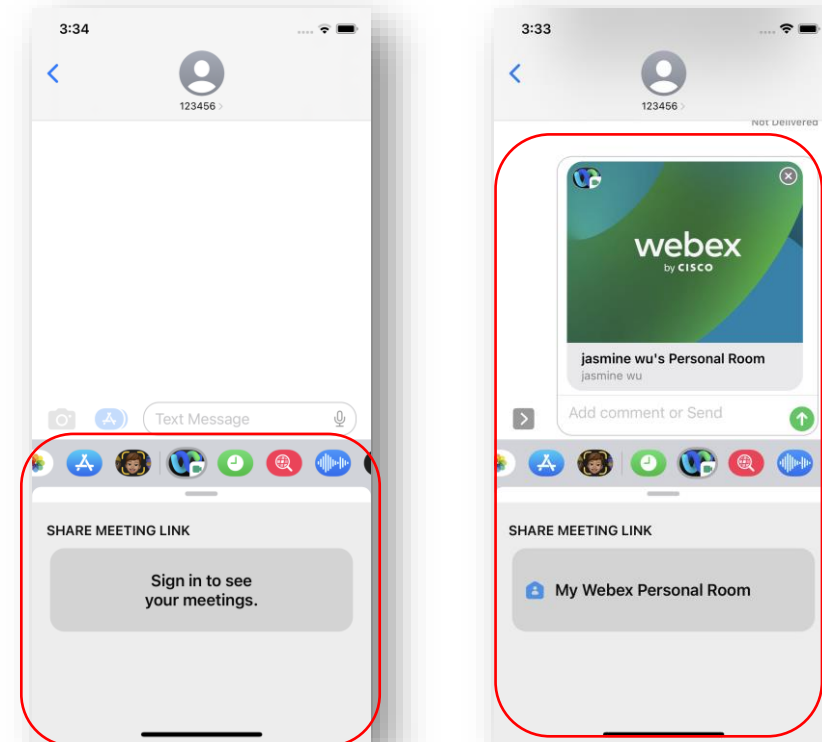 3:34
123456
Text Message
SHARE MEETING LINK
Sign in to see
your meetings.
3:33
123456
Not Delivered
webex
by CISCO
jasmine wu's Personal Room
jasmine wu
Add comment or Send
SHARE MEETING LINK
My Webex Personal Room